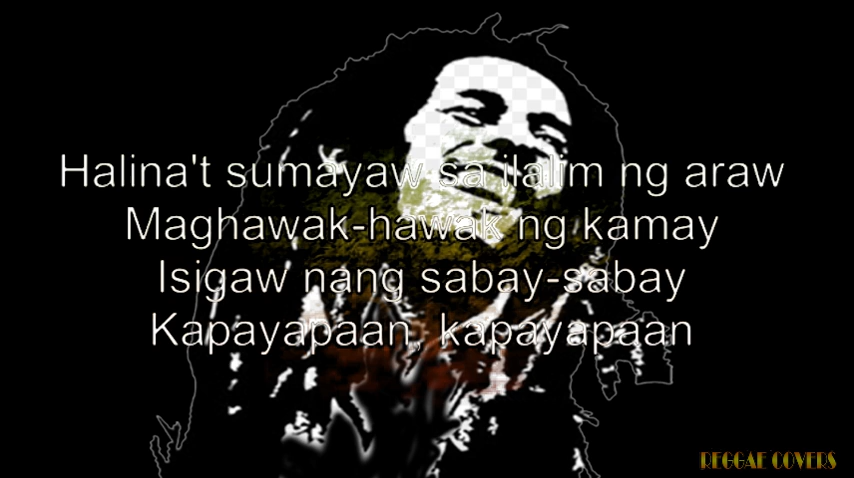 Halina't sumayaw sa ilalim ng araw
Maghawak-hawak ng kamay
Isigaw nang sabay-sabay
Kapayapaan, kapayapaan
REGGAE COVERS